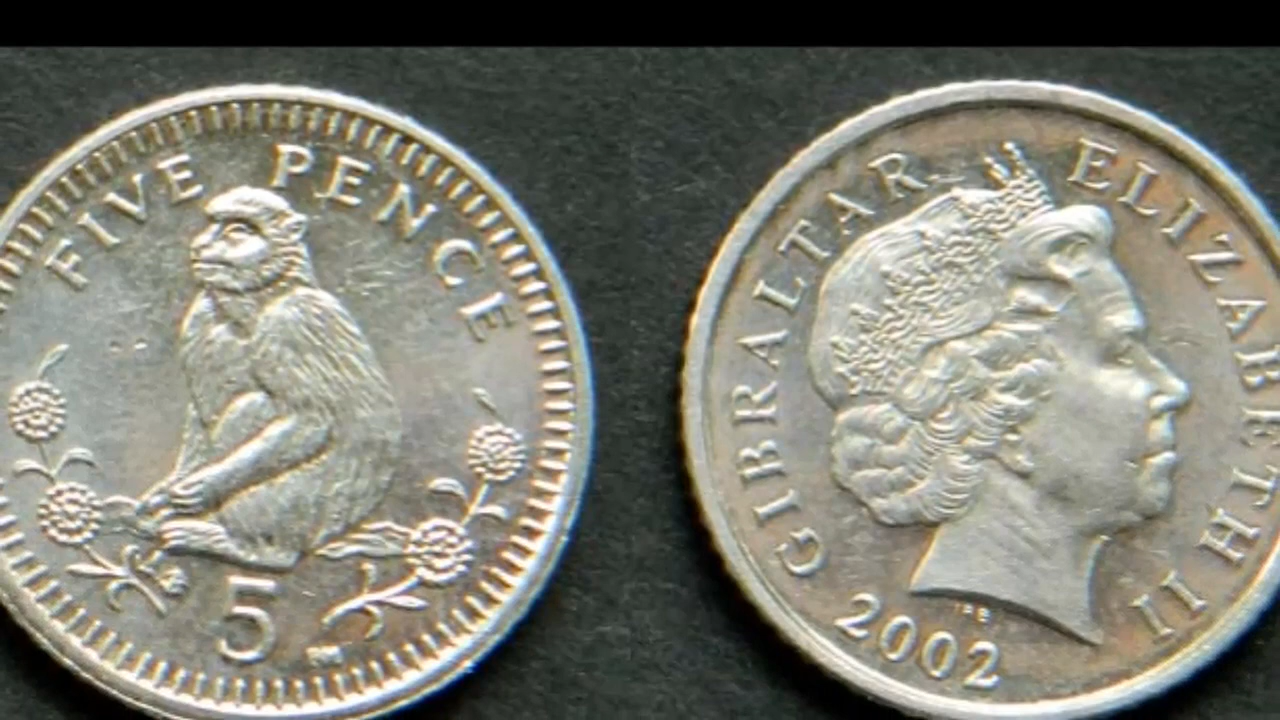 FIVE PENCE
5
GIBRALTAR
ELIZABETH II
2002